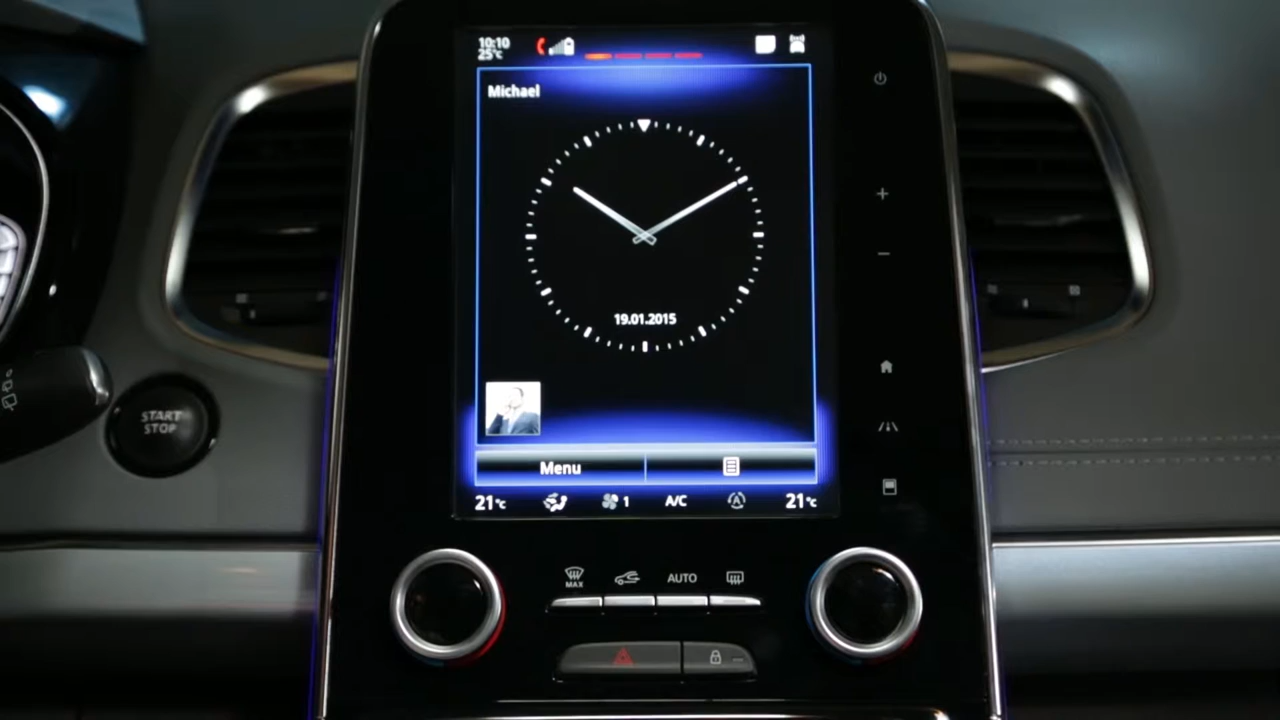 10:10
25°C
Michael
19.01.2015
START
STOP
Menu
21°C
1
A/C
21°C
MAX
AUTO